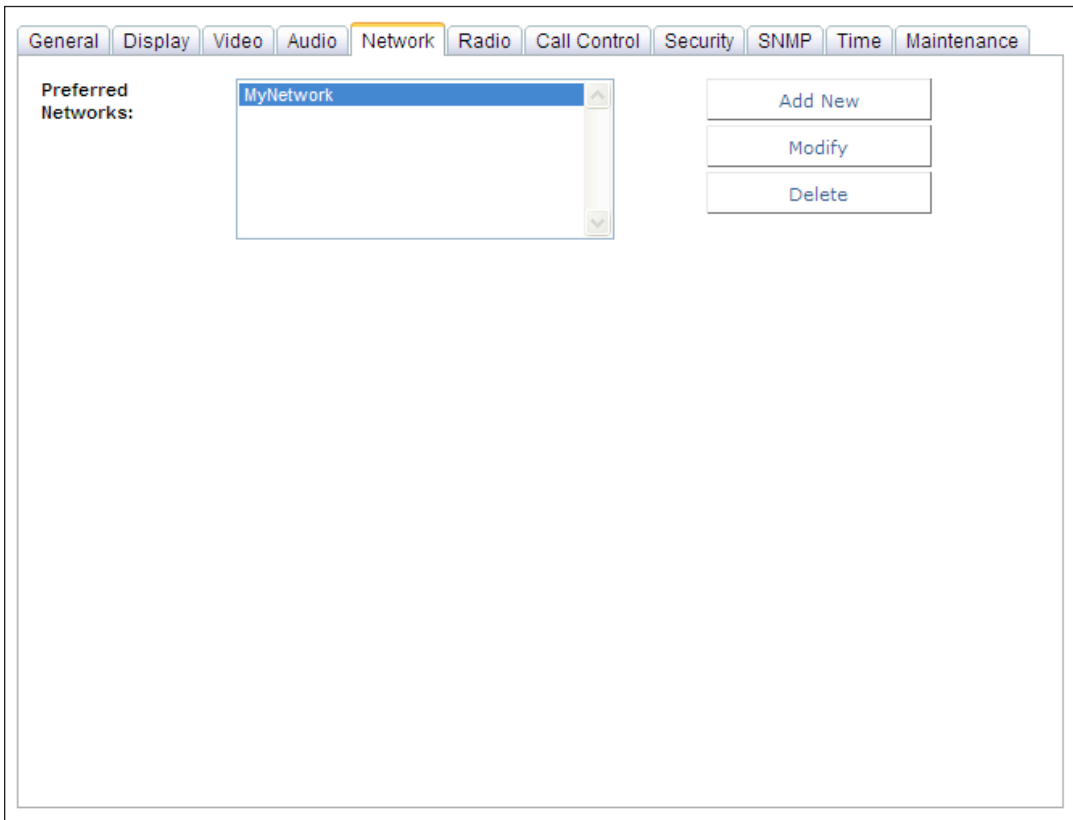 General Display Video Audio Network Radio Call Control Security SNMP Time Maintenance
Preferred
Networks:
MyNetwork
Add New
Modify
Delete